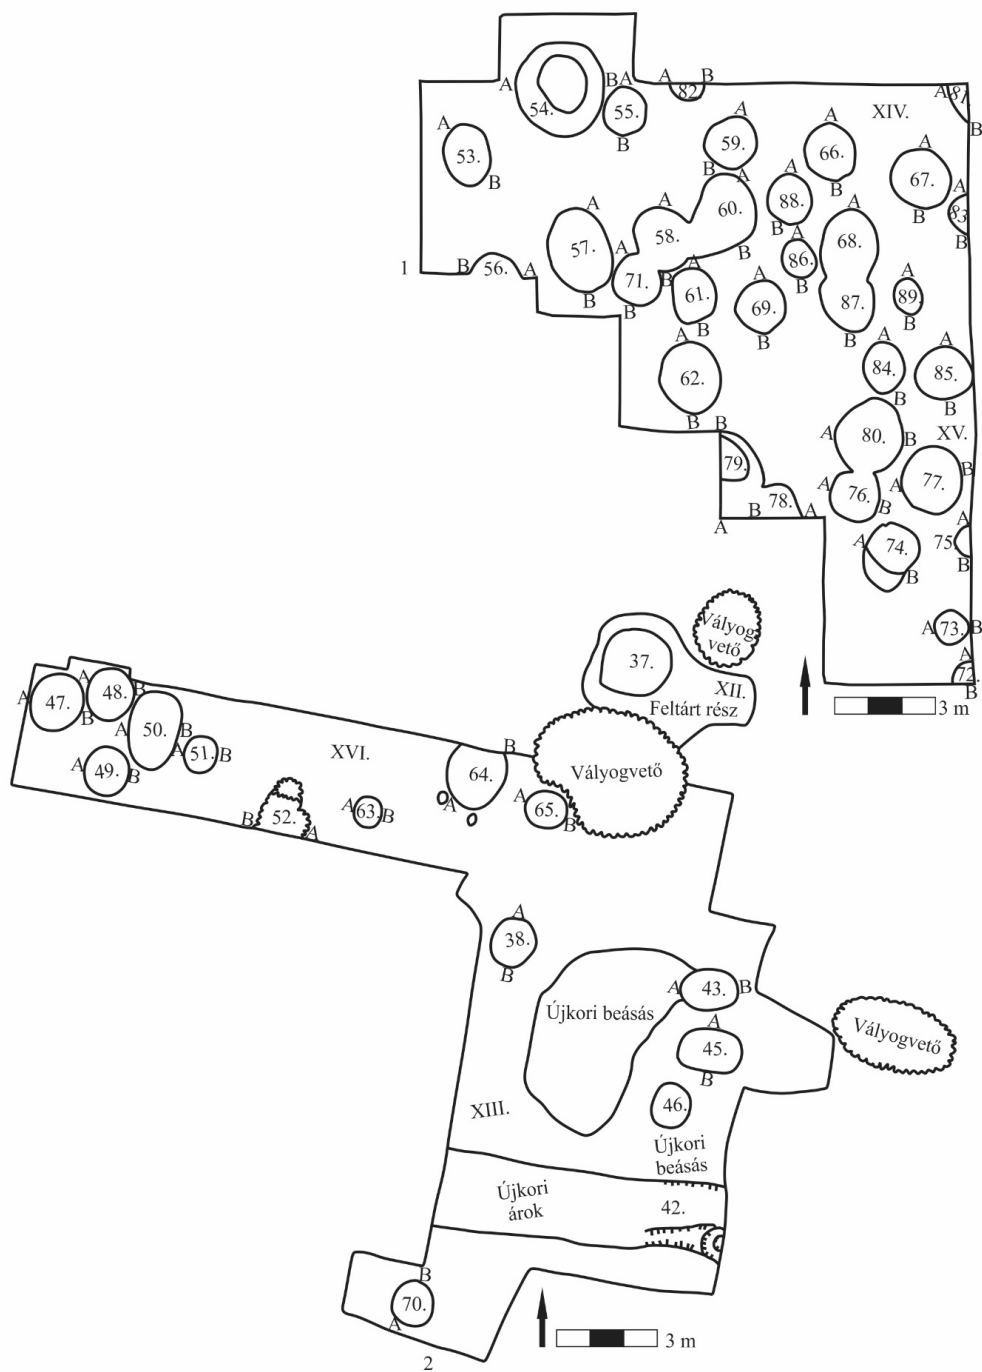 A 54. B
A 55. B
A 82. B
XIV.
A 81. B
A 53. B
A 59. B
A 66. B
A 67. B
A 83. B
A 88. B
A 60. B
A 58. B
A 57. B
A 68.
A 86. B
1
B 56. A
A 71. B
A 61. B
A 69. B
87. B
A 89. B
A 62. B
A 84. B
A 85. B
A 80. B
XV.
B 79. A
B 78. A
A 76. B
A 77. B
A 74. B
A 75. B
A 73. B
A 72. B
3 m
Vályog
vető
37.
XII.
Feltárt rész
A 47. B
A 48. B
A 50. B
A 51. B
A 49. B
XVI.
B 52. A
A 63. B
A 64. B
Vályogvető
A 65. B
A 38. B
Újkori beásás
A 43. B
A 45. B
Vályogvető
46.
XIII.
Újkori
beásás
Újkori
árok
42.
B 70. A
3 m
2